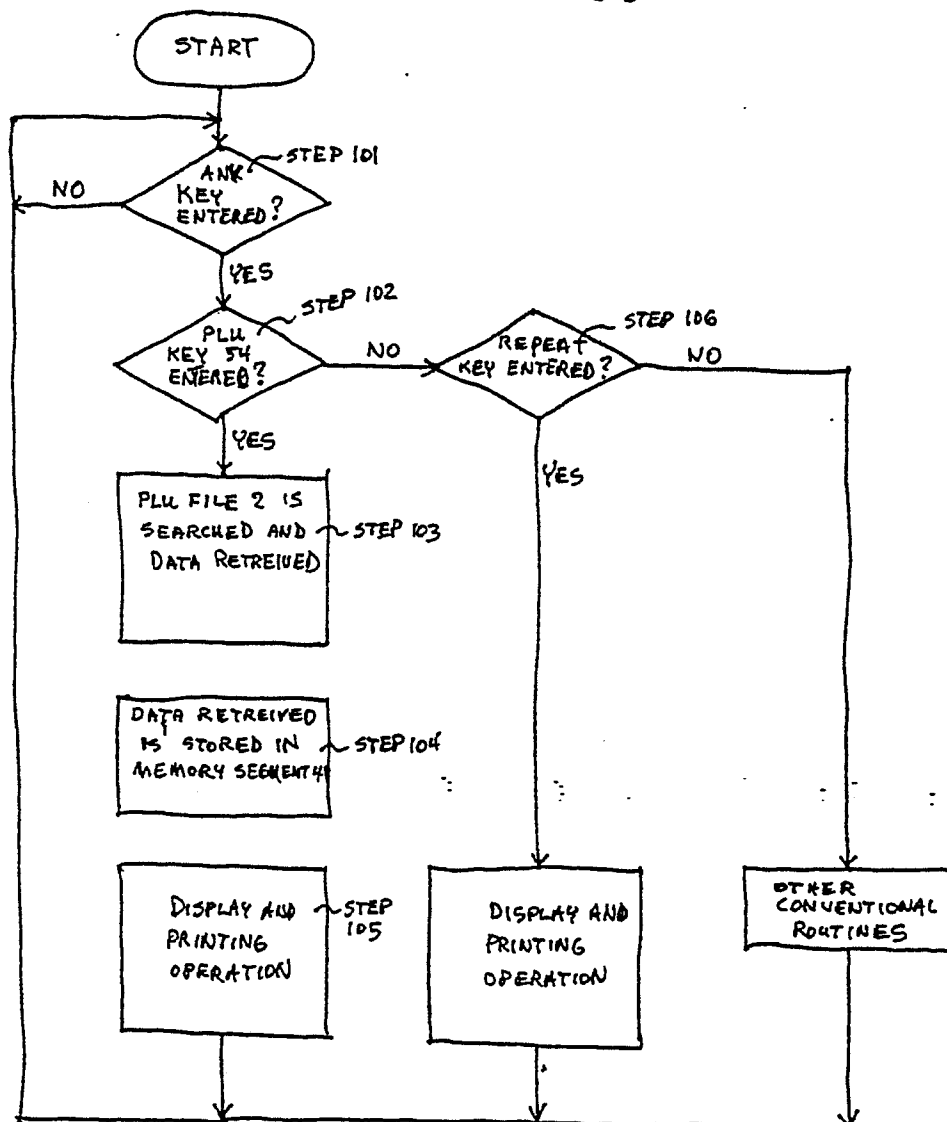 START
STEP 101
ANK
KEY
ENTERED?
NO
YES
STEP 102
PLU
KEY 54
ENTERED?
NO
STEP 106
REPEAT
KEY ENTERED?
NO
YES
YES
PLU FILE 2 IS
SEARCHED AND
DATA RETREIUED
STEP 103
DATA RETREIVED
IS STORED IN
MEMORY SEGMENT 4
STEP 104
DISPLAY AND
PRINTING
OPERATION
STEP
105
DISPLAY AND
PRINTING
OPERATION
OTHER
CONVENTIONAL
ROUTINES